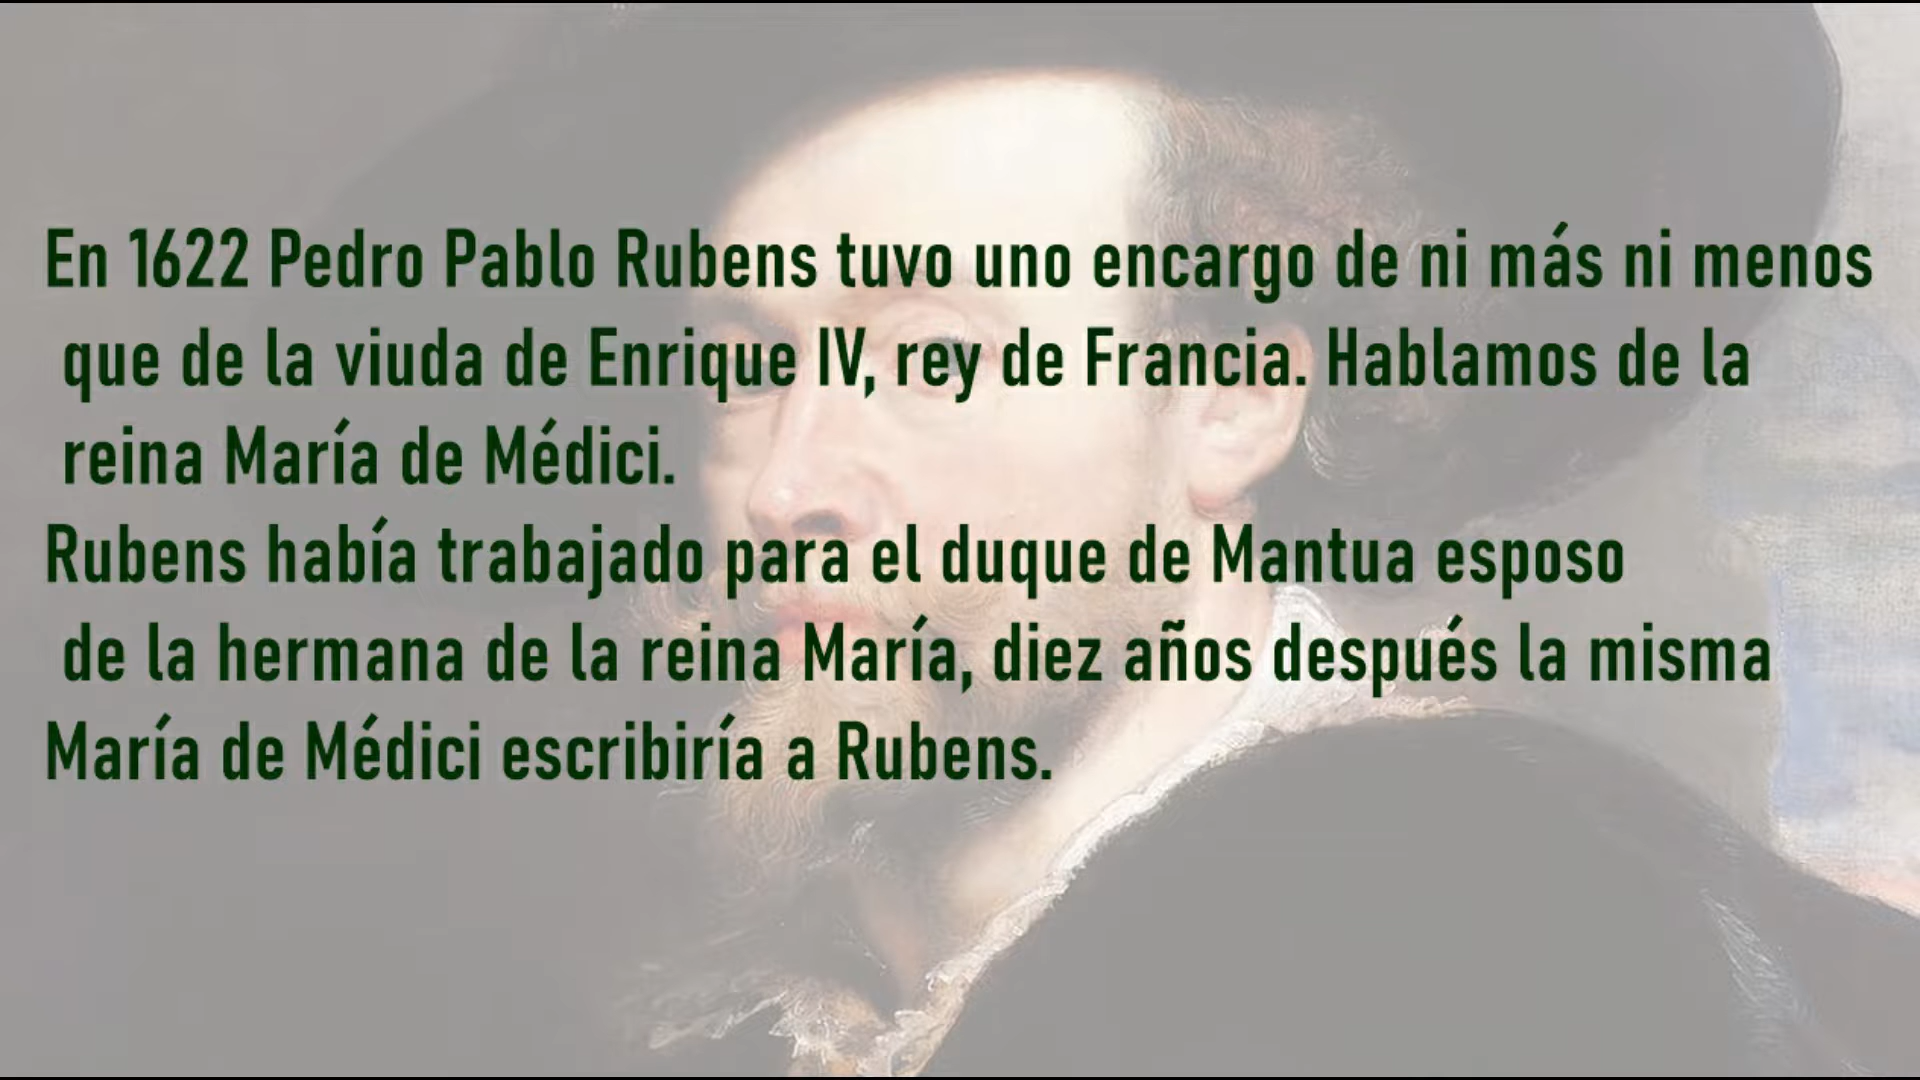 En 1622 Pedro Pablo Rubens tuvo uno encargo de ni más ni menos
que de la viuda de Enrique IV, rey de Francia. Hablamos de la
reina María de Médici.
Rubens había trabajado para el duque de Mantua esposo
de la hermana de la reina María, diez años después la misma
María de Médici escribiría a Rubens.